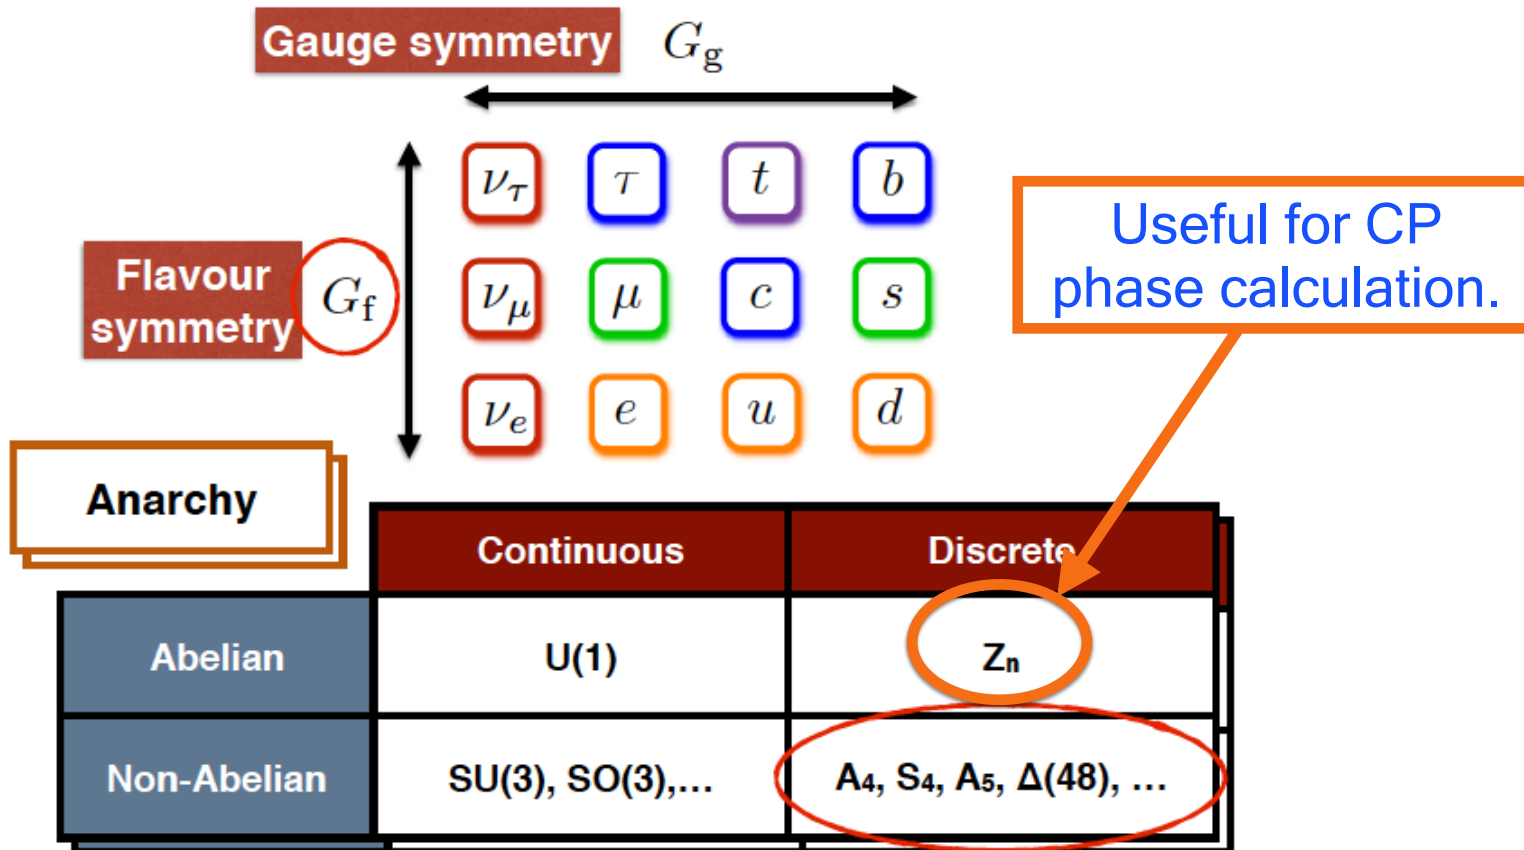 Gauge symmetry G_g
ν_τ τ t b
Useful for CP
phase calculation.
Flavour
symmetry G_f
ν_μ μ c s
ν_e e u d
Anarchy
Continuous Discrete
Abelian U(1) Zₙ
Non-Abelian SU(3), SO(3),... A₄, S₄, A₅, Δ(48), ...